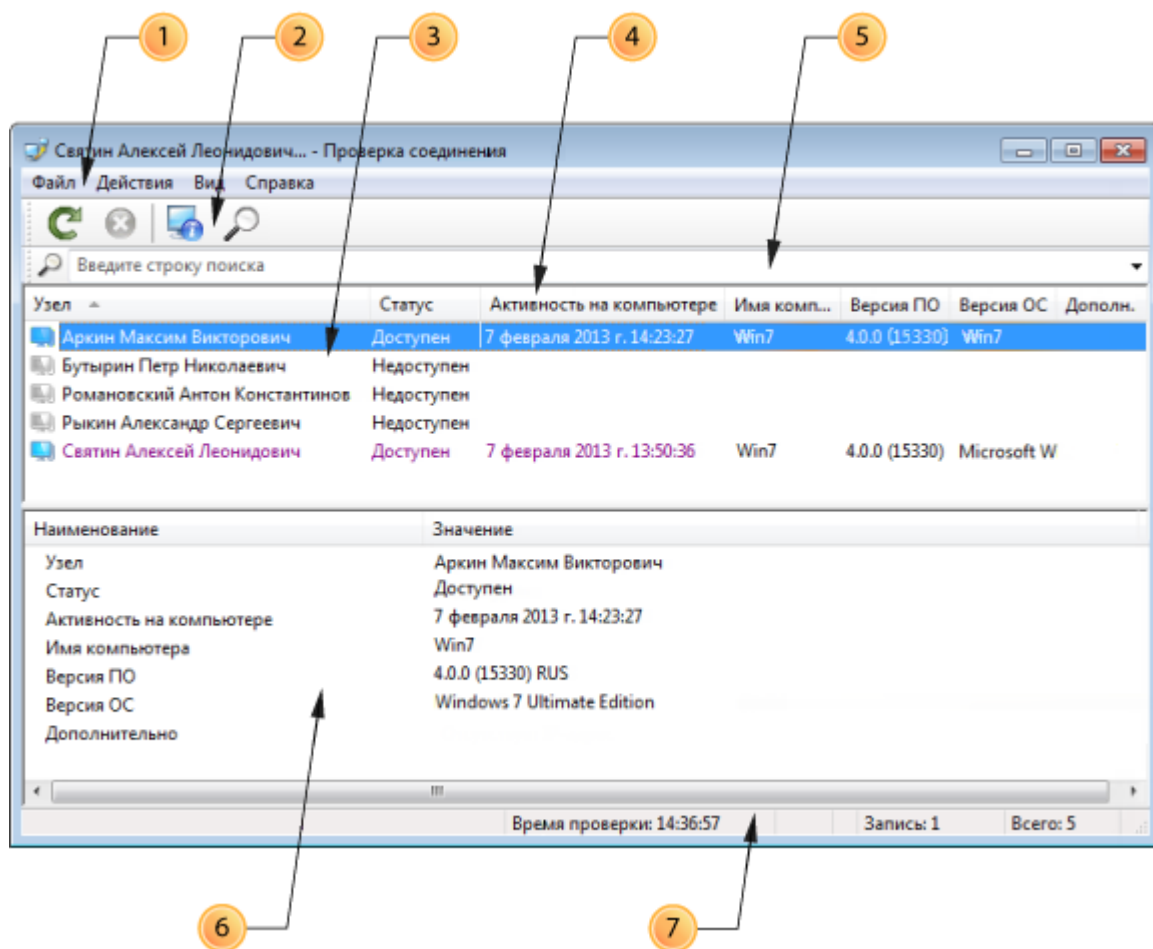 1 2 3 4 5
Святин Алексей Леонидович... - Проверка соединения
Файл Действия Вид Справка
Введите строку поиска
Узел Статус Активность на компьютере Имя комп... Версия ПО Версия ОС Дополн.
Аркин Максим Викторович Доступен 7 февраля 2013 г. 14:23:27 Win7 4.0.0 (15330) Win7
Бутырин Петр Николаевич Недоступен
Романовский Антон Константинов Недоступен
Рыкин Александр Сергеевич Недоступен
Святин Алексей Леонидович Доступен 7 февраля 2013 г. 13:50:36 Win7 4.0.0 (15330) Microsoft W
Наименование Значение
Узел Аркин Максим Викторович
Статус Доступен
Активность на компьютере 7 февраля 2013 г. 14:23:27
Имя компьютера Win7
Версия ПО 4.0.0 (15330) RUS
Версия ОС Windows 7 Ultimate Edition
Дополнительно
Время проверки: 14:36:57 Запись: 1 Всего: 5
6 7